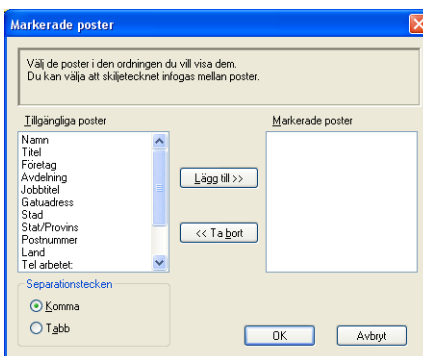 Markerade poster
Välj de poster i den ordningen du vill visa dem.
Du kan välja att skiljetecknet infogas mellan poster.
Tillgängliga poster
Markerade poster
Namn
Titel
Företag
Avdelning
Jobbtitel
Gatuadress
Stad
Stat/Provins
Postnummer
Land
Tel arbetet:
Lägg till >>
<< Ta bort
Separationstecken
Komma
Tabb
OK
Avbryt